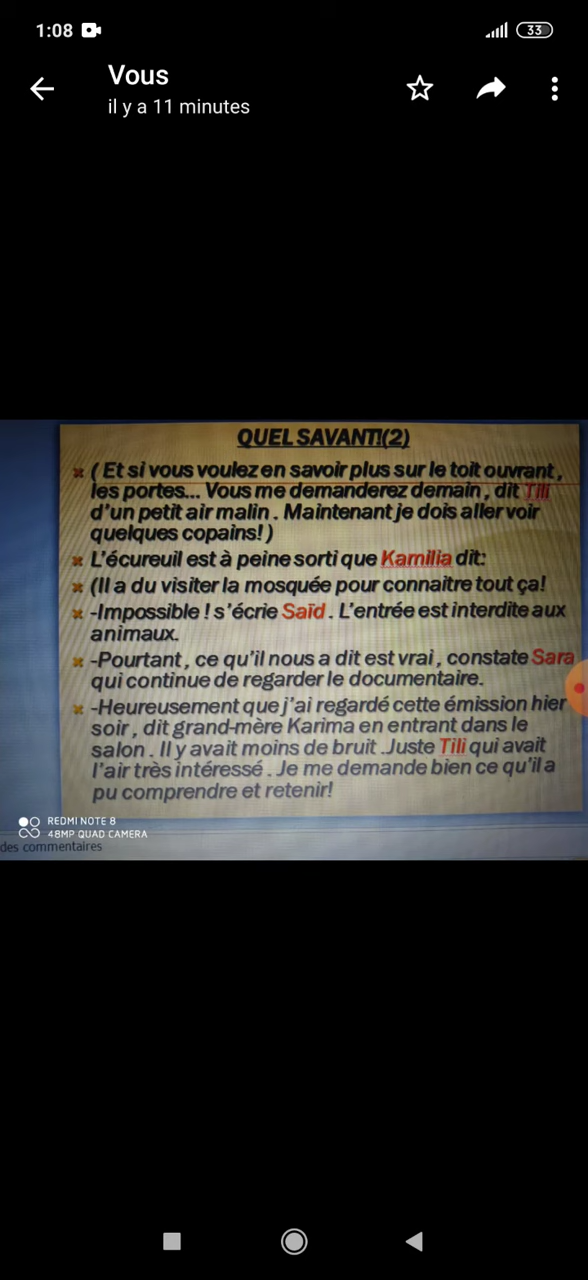 1:08
33
Vous
il y a 11 minutes
QUEL SAVANT!(2)
( Et si vous voulez en savoir plus sur le toit ouvrant,
les portes... Vous me demanderez demain , dit Tili
d'un petit air malin . Maintenant je dois aller voir
quelques copains! )
L'écureuil est à peine sorti que Kamilia dit:
(Il a du visiter la mosquée pour connaitre tout ça!
-Impossible ! s'écrie Saïd . L'entrée est interdite aux
animaux.
-Pourtant , ce qu'il nous a dit est vrai , constate Sara
qui continue de regarder le documentaire.
-Heureusement que j'ai regardé cette émission hier
soir , dit grand-mère Karima en entrant dans le
salon . Il y avait moins de bruit .Juste Tili qui avait
l'air très intéressé . Je me demande bien ce qu'il a
pu comprendre et retenir!
REDMI NOTE 8
48MP QUAD CAMERA
des commentaires